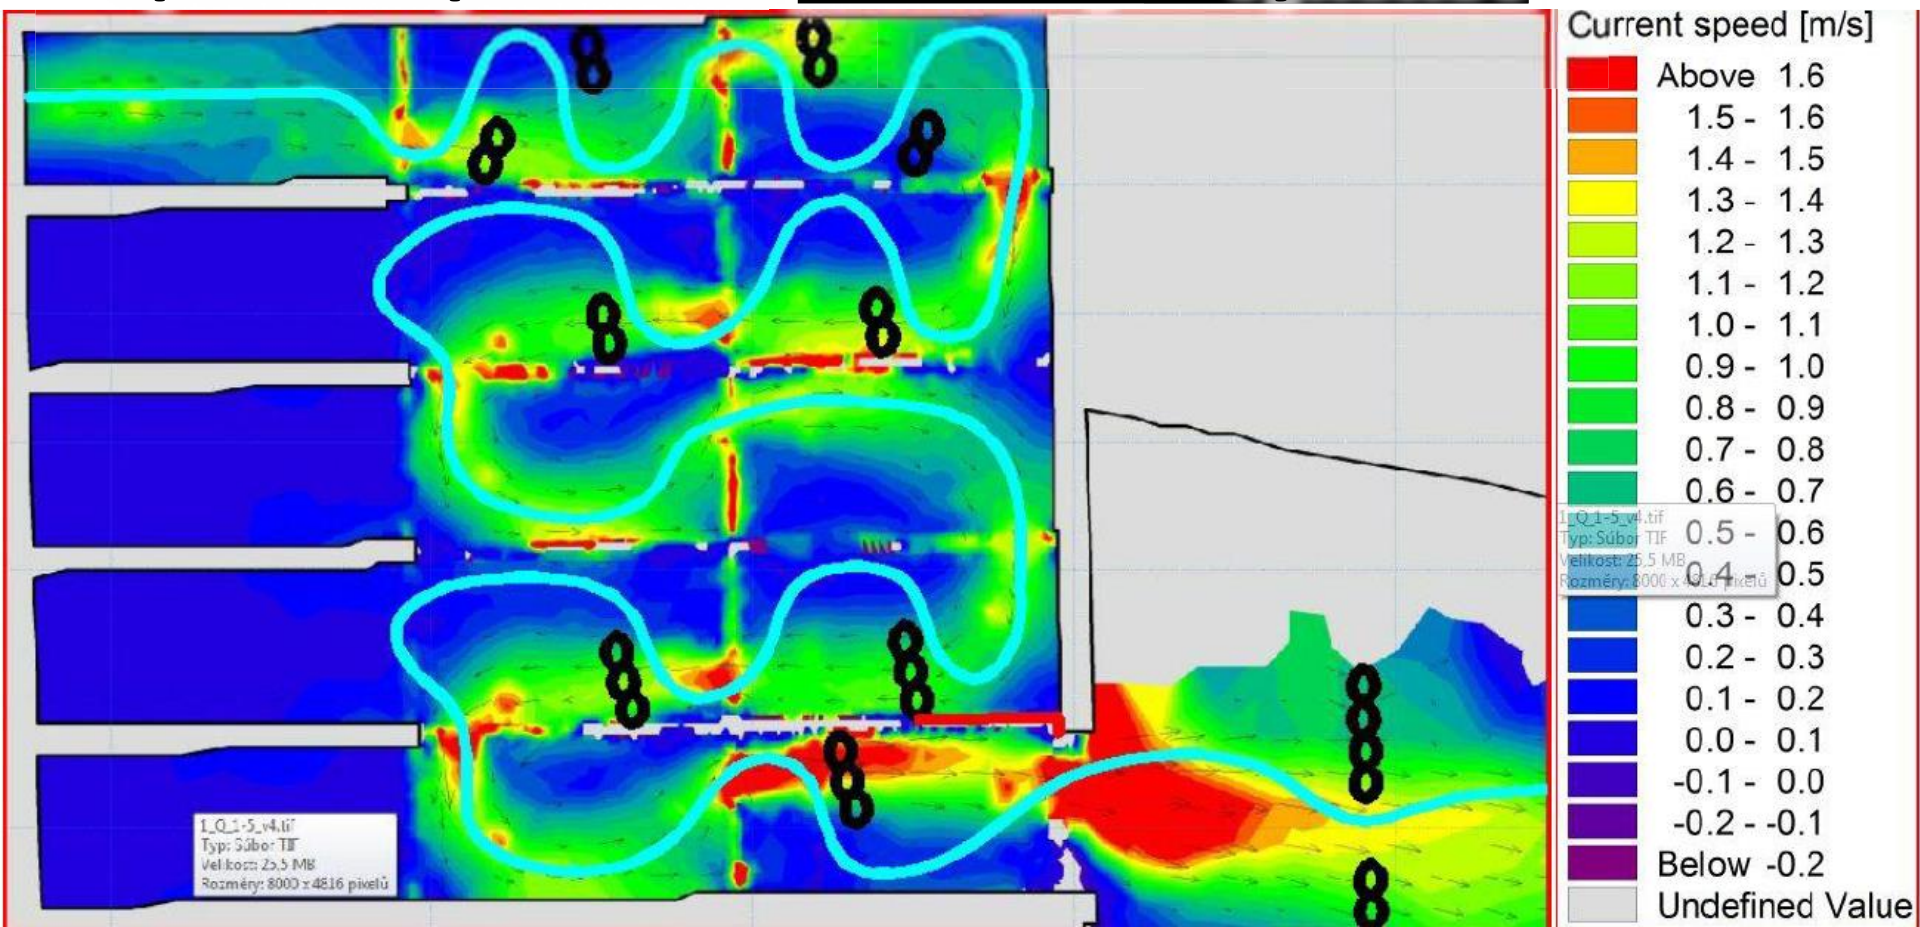 Current speed [m/s]
Above 1.6
1.5 - 1.6
1.4 - 1.5
1.3 - 1.4
1.2 - 1.3
1.1 - 1.2
1.0 - 1.1
0.9 - 1.0
0.8 - 0.9
0.7 - 0.8
0.6 - 0.7
0.5 - 0.6
0.4 - 0.5
0.3 - 0.4
0.2 - 0.3
0.1 - 0.2
0.0 - 0.1
-0.1 - 0.0
-0.2 - -0.1
Below -0.2
Undefined Value
1_Q_1-5_v4.tif
Typ: Súbor TIF
Velikost: 25,5 MB
Rozměry: 8000 x 4816 pixelů
1_Q_1-5_v4.tif
Typ: Súbor TIF
Velikost: 25,5 MB
Rozměry: 8000 x 4816 pixelů